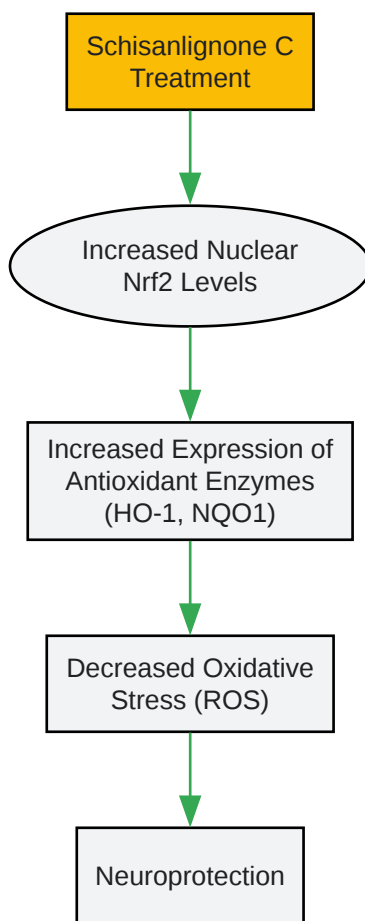 Schisanlignone C
Treatment
Increased Nuclear
Nrf2 Levels
Increased Expression of
Antioxidant Enzymes
(HO-1, NQO1)
Decreased Oxidative
Stress (ROS)
Neuroprotection